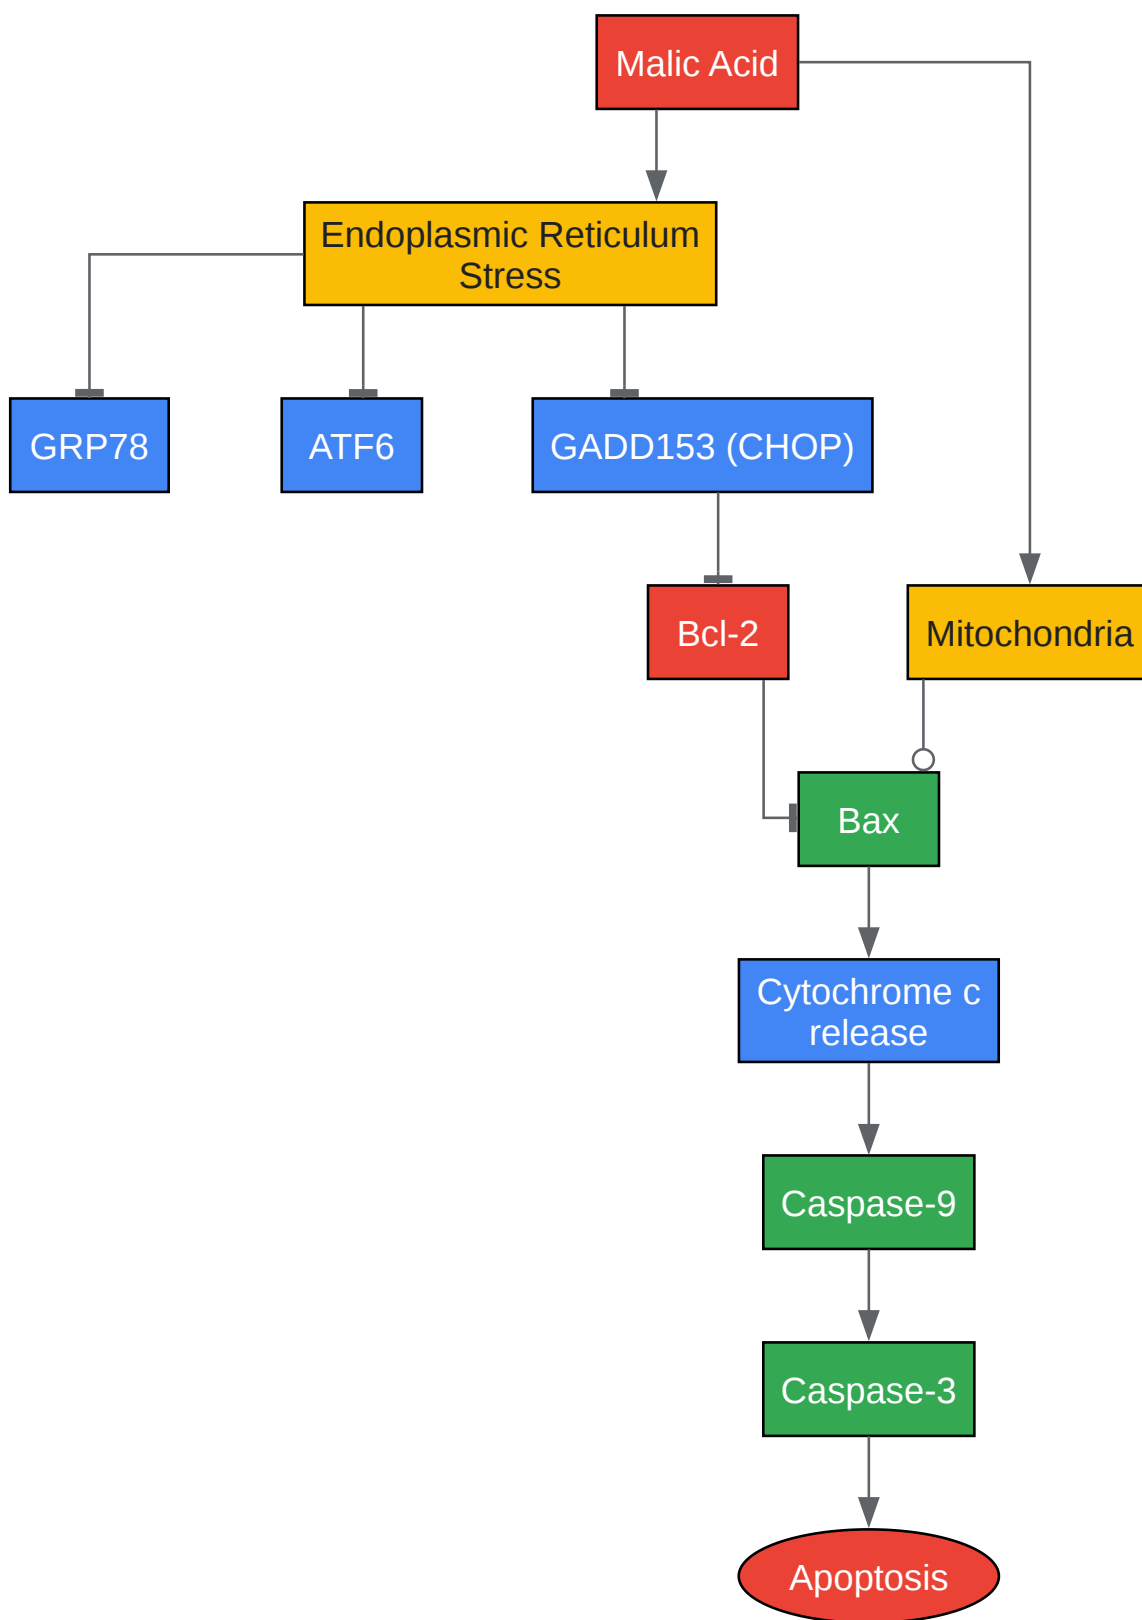 Malic Acid
Endoplasmic Reticulum
Stress
GRP78
ATF6
GADD153 (CHOP)
Bcl-2
Mitochondria
Bax
Cytochrome c
release
Caspase-9
Caspase-3
Apoptosis